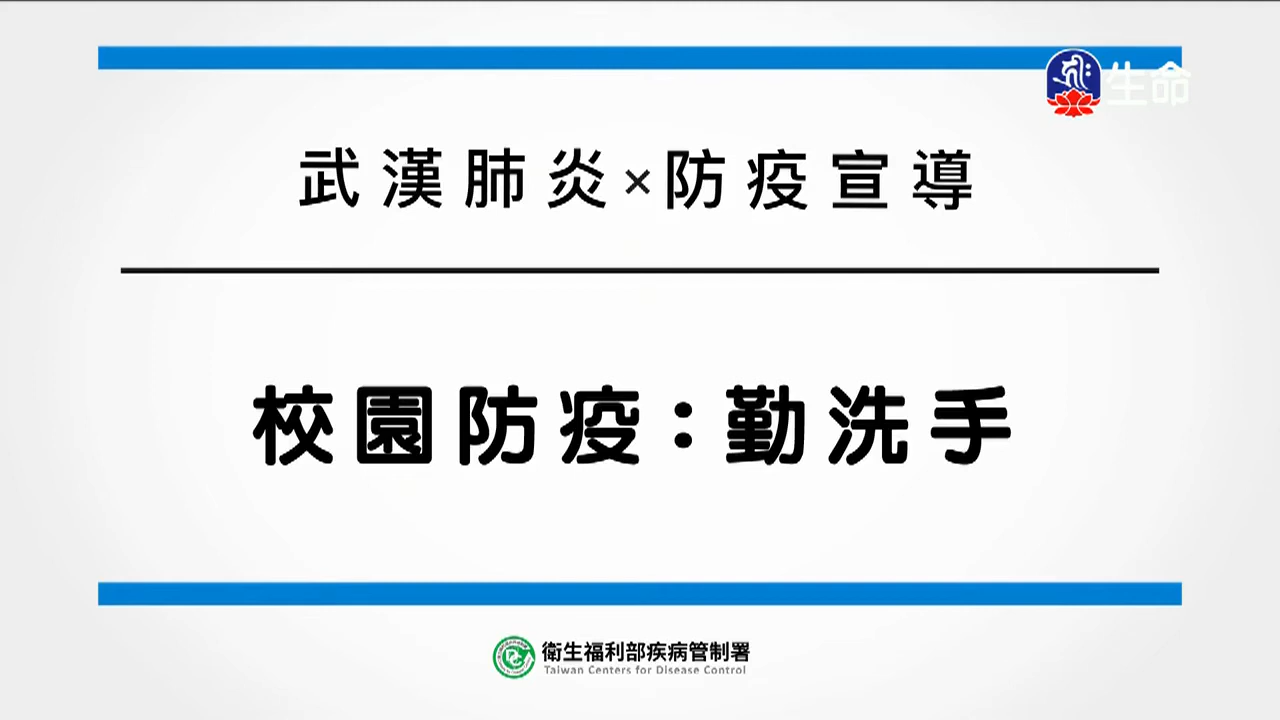 生命
武漢肺炎×防疫宣導
校園防疫：勤洗手
衛生福利部疾病管制署
Taiwan Centers for Disease Control